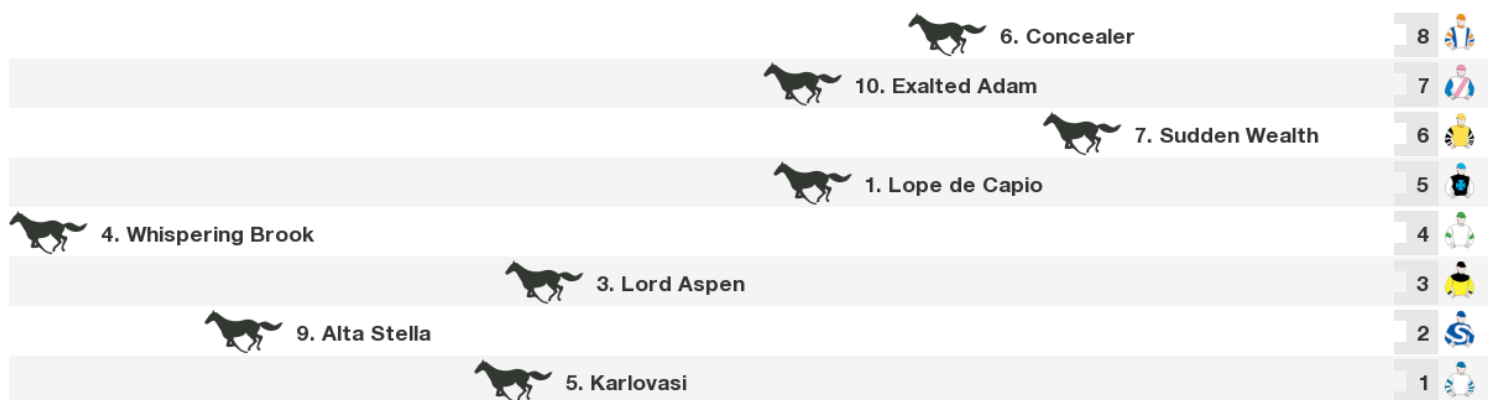 6. Concealer 8
10. Exalted Adam 7
7. Sudden Wealth 6
1. Lope de Capio 5
4. Whispering Brook 4
3. Lord Aspen 3
9. Alta Stella 2
5. Karlovasi 1